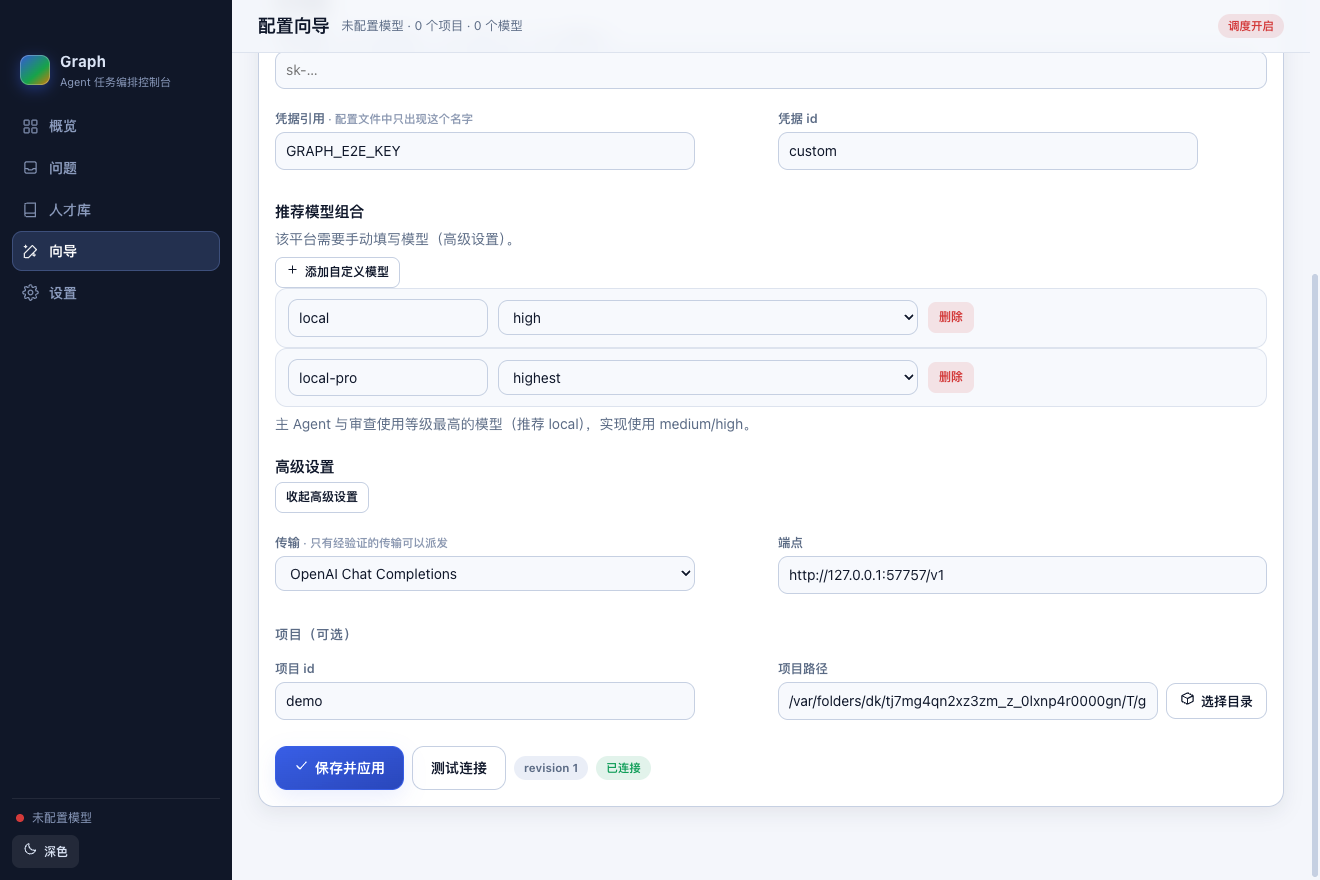 Graph
Agent 任务编排控制台
概览
问题
人才库
向导
设置
未配置模型
深色
配置向导 未配置模型 · 0 个项目 · 0 个模型
调度开启
sk-...
凭据引用 · 配置文件中只出现这个名字
凭据 id
GRAPH_E2E_KEY
custom
推荐模型组合
该平台需要手动填写模型（高级设置）。
添加自定义模型
local high 删除
local-pro highest 删除
主 Agent 与审查使用等级最高的模型（推荐 local），实现使用 medium/high。
高级设置
收起高级设置
传输 · 只有经验证的传输可以派发
端点
OpenAI Chat Completions
http://127.0.0.1:57757/v1
项目（可选）
项目 id
项目路径
demo
/var/folders/dk/tj7mg4qn2xz3zm_z_0lxnp4r0000gn/T/g
选择目录
保存并应用 测试连接 revision 1 已连接